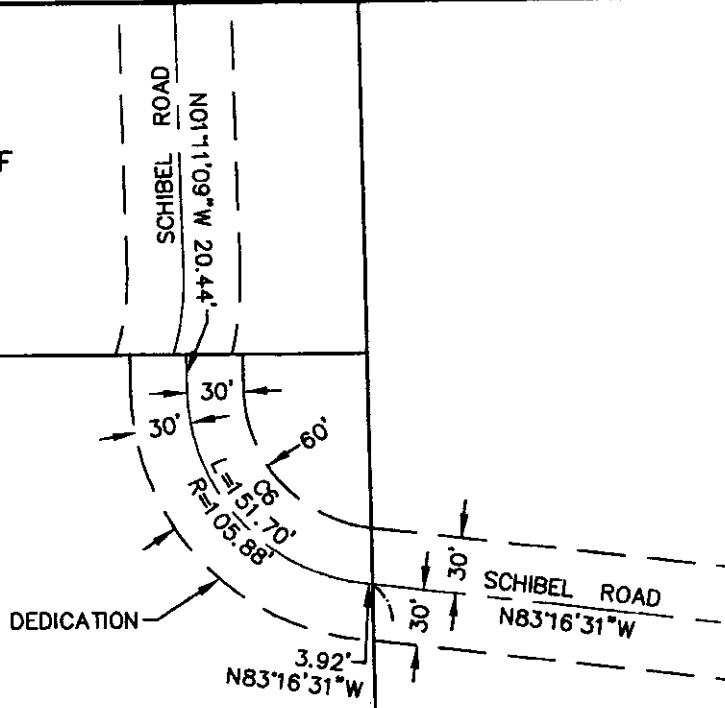 F
SCHIBEL ROAD
N01°11'09"W 20.44'
30'
30'
60'
C6
L=151.70'
R=105.88'
DEDICATION
30'
30'
SCHIBEL ROAD
N83°16'31"W
3.92'
N83°16'31"W